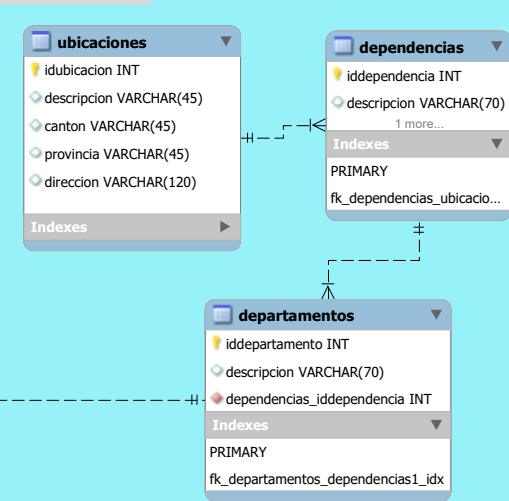 ubicaciones
idubicacion INT
descripcion VARCHAR(45)
canton VARCHAR(45)
provincia VARCHAR(45)
direccion VARCHAR(120)
Indexes
dependencias
iddependencia INT
descripcion VARCHAR(70)
1 more...
Indexes
PRIMARY
fk_dependencias_ubicacio...
departamentos
iddepartamento INT
descripcion VARCHAR(70)
dependencias_iddependencia INT
Indexes
PRIMARY
fk_departamentos_dependencias1_idx